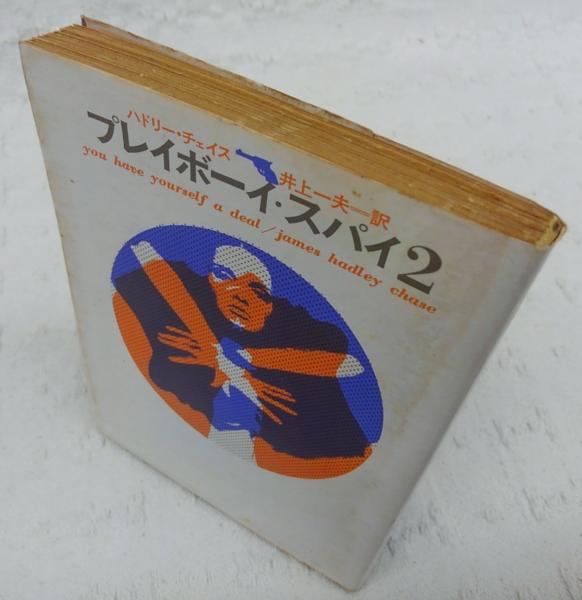 ハドリー・チェイス 井上一夫＝訳
プレイボーイ・スパイ2
you have yourself a deal/james hadley chase